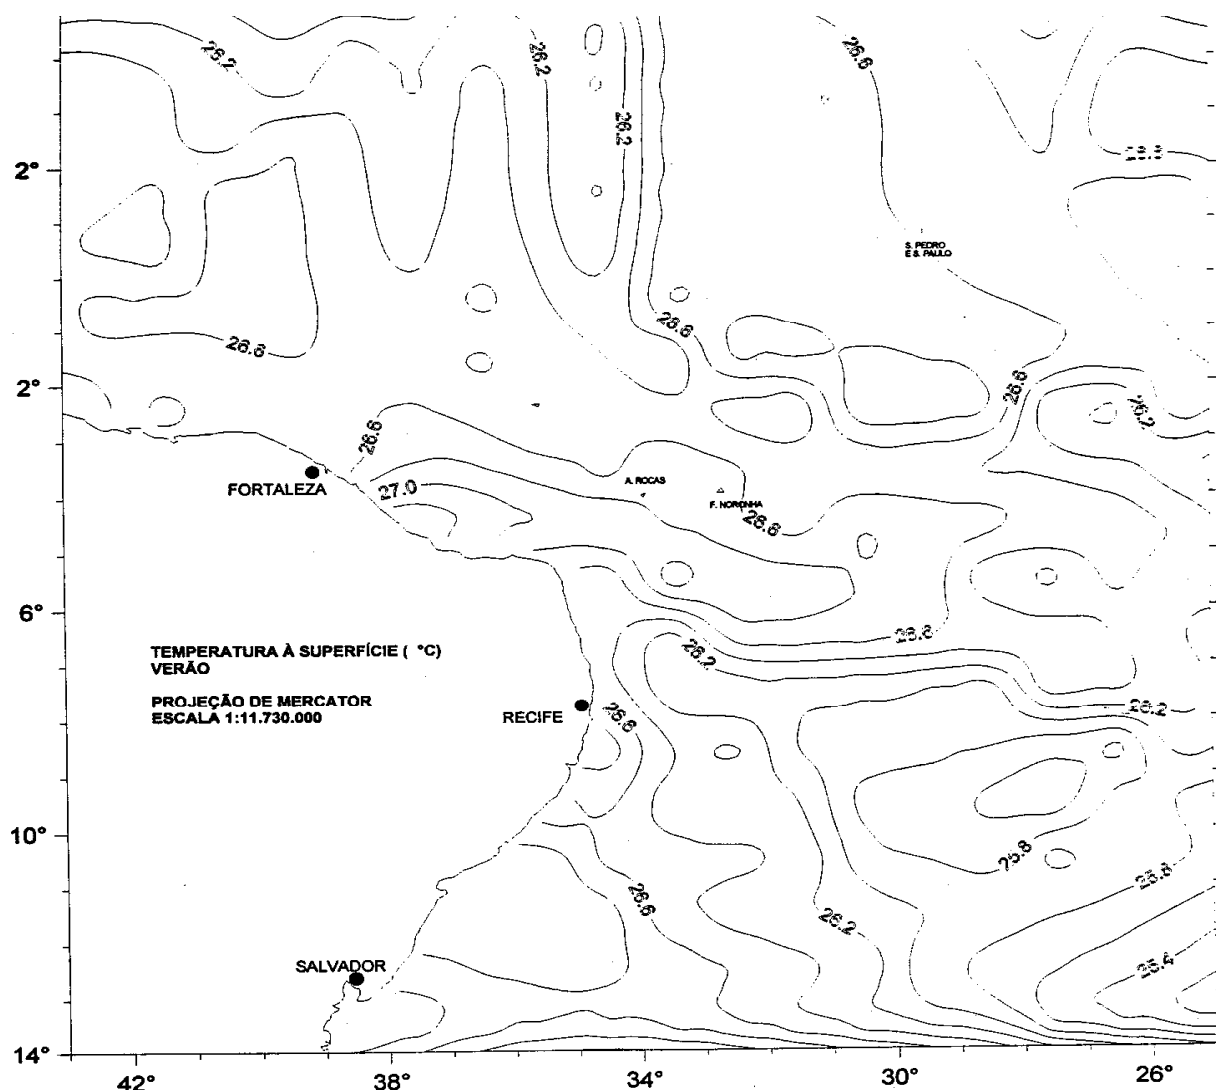 26.2
26.2
26.6
26.2
2°
S. PEDRO
E S. PAULO
26.6
26.6
2°
26.6
26.2
26.6
27.0
FORTALEZA
A. ROCAS
F. NORONHA
26.6
6°
26.2
TEMPERATURA À SUPERFÍCIE ( °C)
VERÃO
PROJEÇÃO DE MERCATOR
ESCALA 1:11.730.000
RECIFE
26.6
26.2
10°
25.8
25.8
26.6
26.2
SALVADOR
25.4
14°
42°
38°
34°
30°
26°